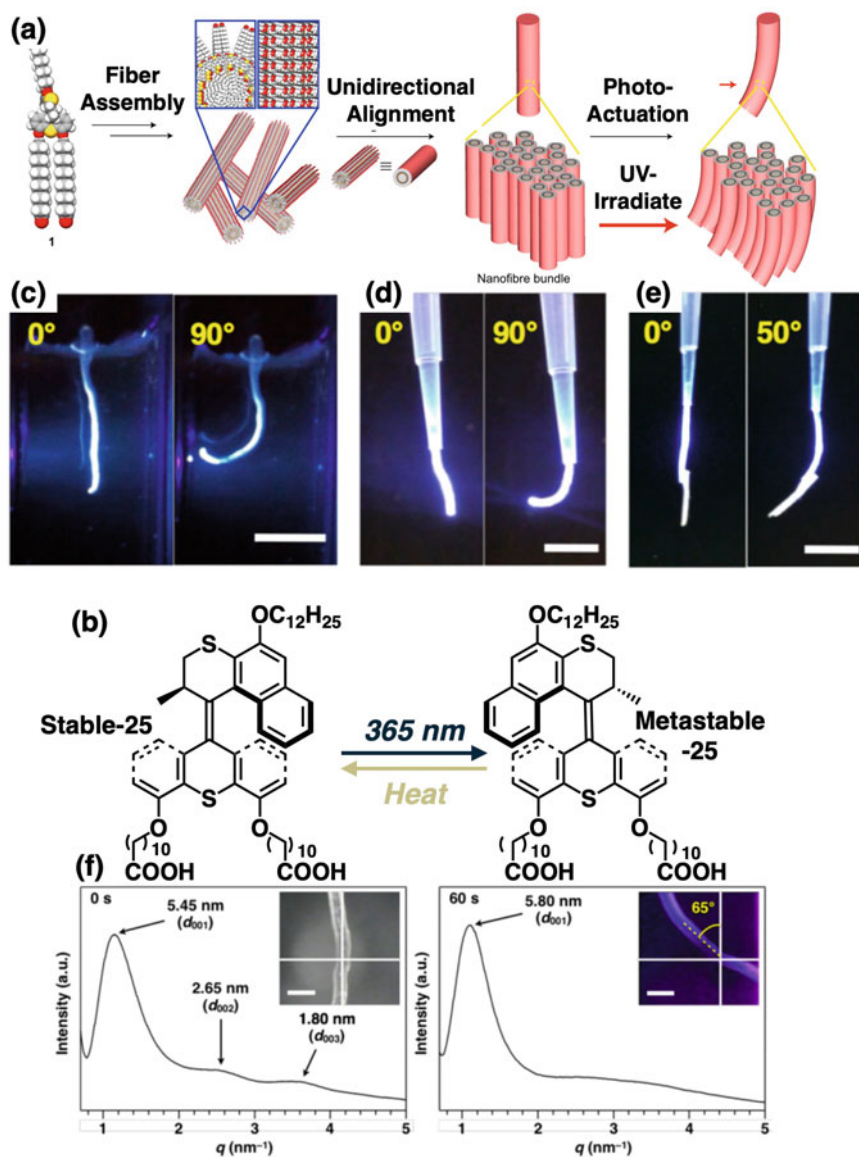 (a)
Fiber
Assembly
Unidirectional
Alignment
≡
Photo-
Actuation
UV-
Irradiate
1
Nanofibre bundle
(c)
0°
90°
(d)
0°
90°
(e)
0°
50°
(b)
OC12H25
S
Stable-25
S
O
O
( )10
( )10
COOH
COOH
365 nm
Heat
OC12H25
S
Metastable
-25
S
O
O
( )10
( )10
COOH
COOH
(f)
0 s
5.45 nm
(d001)
2.65 nm
(d002)
1.80 nm
(d003)
Intensity (a.u.)
1 2 3 4 5
q (nm−1)
60 s
5.80 nm
(d001)
65°
Intensity (a.u.)
1 2 3 4 5
q (nm−1)